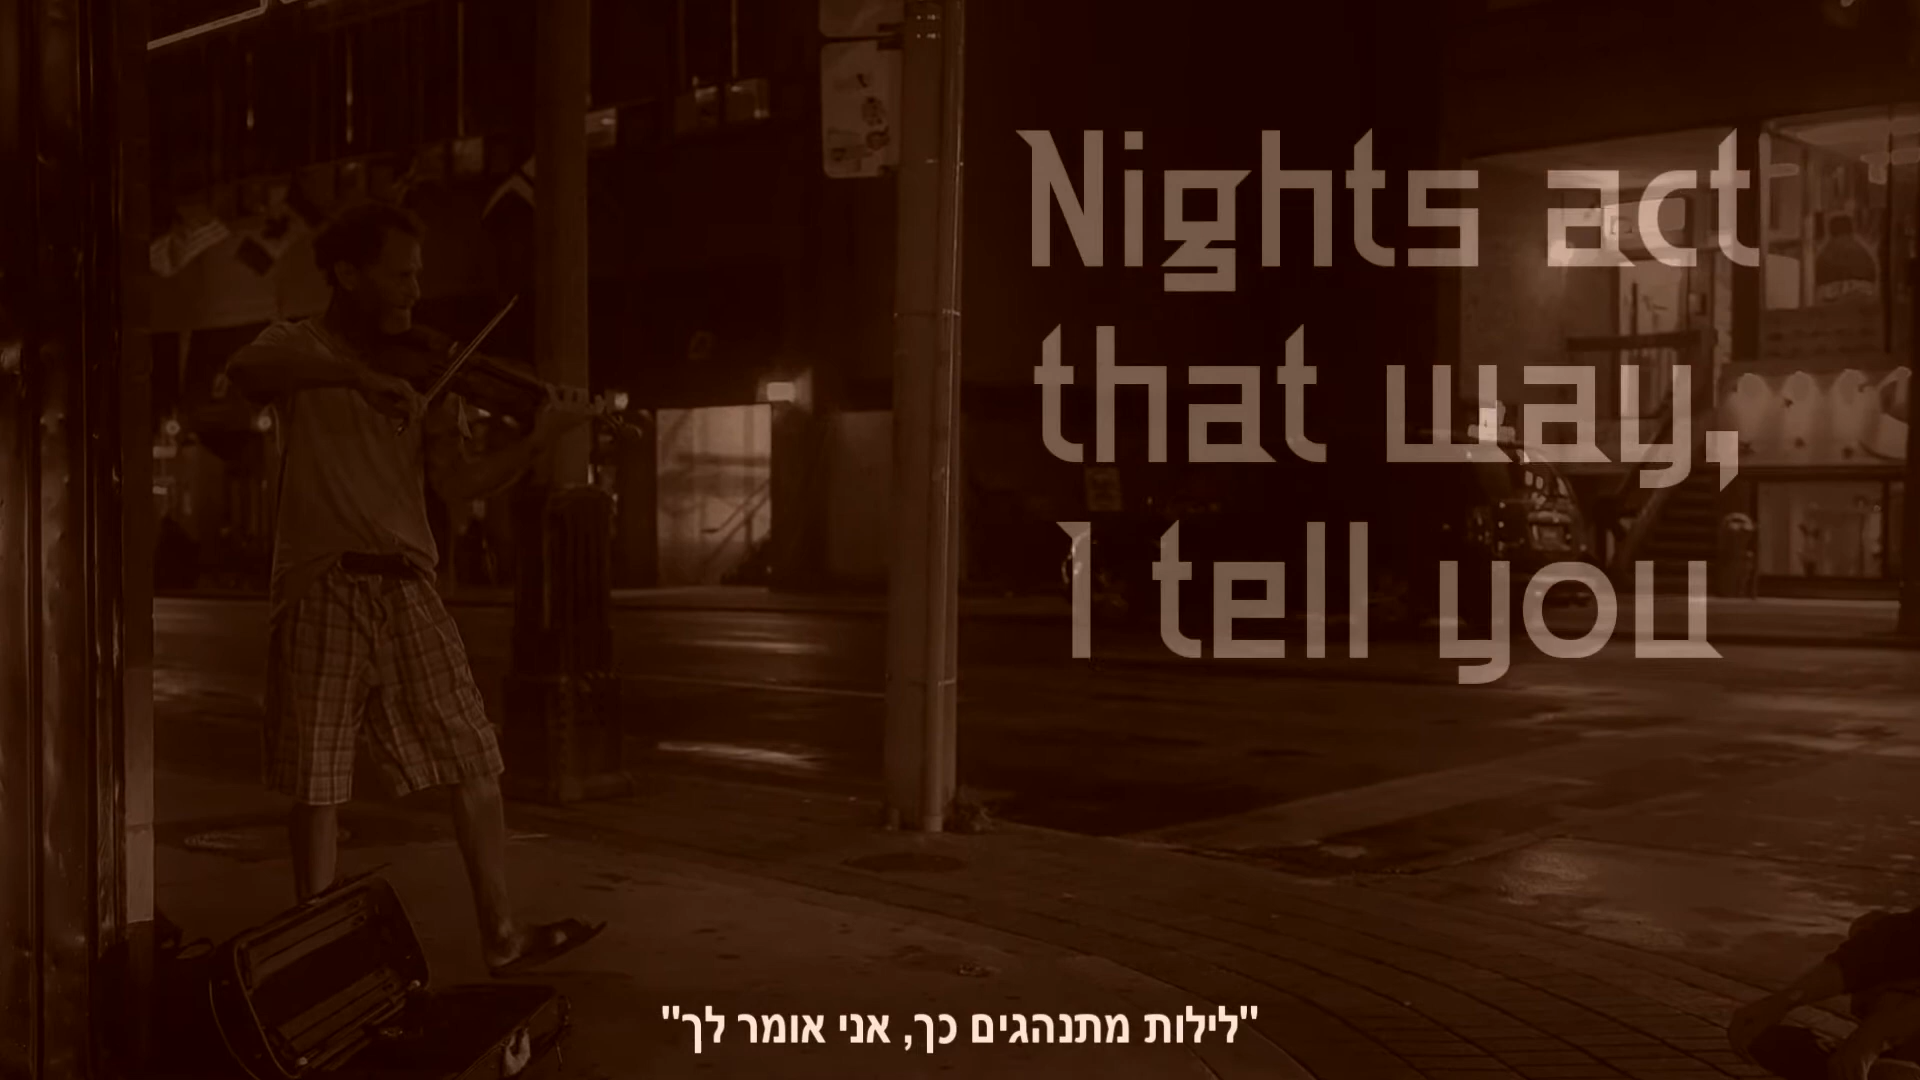 Nights act
that way,
I tell you
"לילות מתנהגים כך, אני אומר לך"